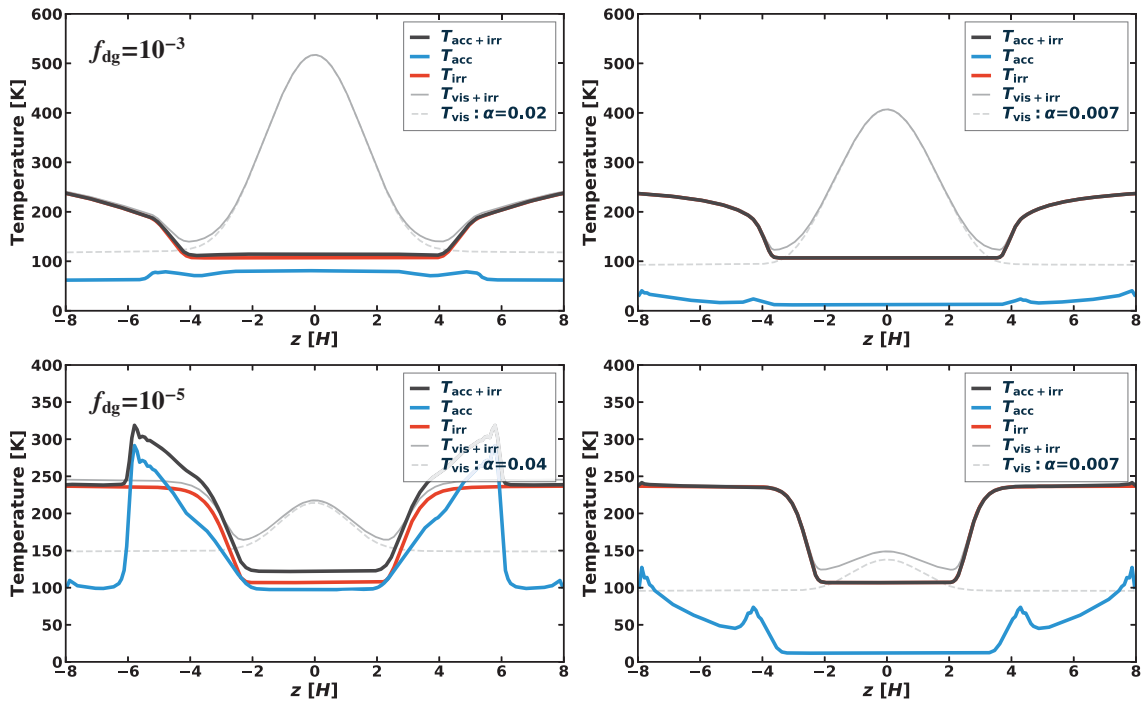 600
500
400
300
200
100
0
Temperature [K]
f_dg=10⁻³
T_acc+irr
T_acc
T_irr
T_vis+irr
T_vis : α=0.02
−8 −6 −4 −2 0 2 4 6 8
z [H]
600
500
400
300
200
100
0
Temperature [K]
T_acc+irr
T_acc
T_irr
T_vis+irr
T_vis : α=0.007
−8 −6 −4 −2 0 2 4 6 8
z [H]
400
350
300
250
200
150
100
50
0
Temperature [K]
f_dg=10⁻⁵
T_acc+irr
T_acc
T_irr
T_vis+irr
T_vis : α=0.04
−8 −6 −4 −2 0 2 4 6 8
z [H]
400
350
300
250
200
150
100
50
0
Temperature [K]
T_acc+irr
T_acc
T_irr
T_vis+irr
T_vis : α=0.007
−8 −6 −4 −2 0 2 4 6 8
z [H]